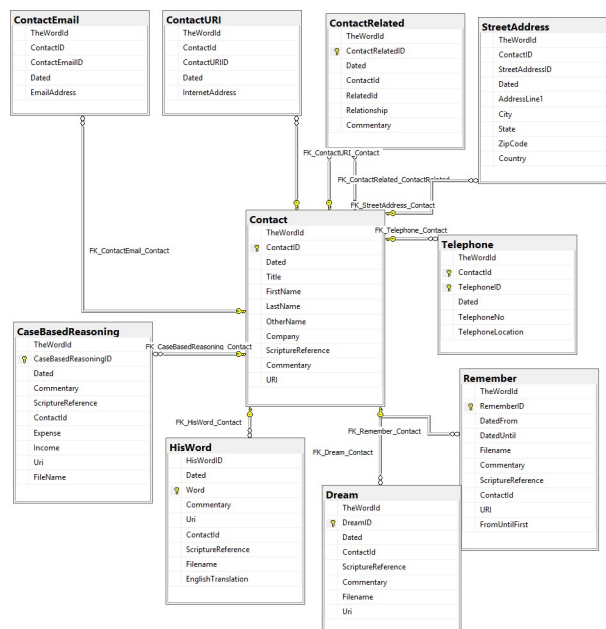 ContactEmail
TheWordId
ContactID
ContactEmailID
Dated
EmailAddress
ContactURI
TheWordId
ContactId
ContactURIID
Dated
InternetAddress
ContactRelated
TheWordId
ContactRelatedID
Dated
ContactId
RelatedId
Relationship
Commentary
StreetAddress
TheWordId
ContactID
StreetAddressID
Dated
AddressLine1
City
State
ZipCode
Country
FK_ContactURI_Contact
FK_ContactRelated_ContactRelated
FK_StreetAddress_Contact
FK_Telephone_Contact
FK_ContactEmail_Contact
Contact
TheWordId
ContactID
Dated
Title
FirstName
LastName
OtherName
Company
ScriptureReference
Commentary
URI
Telephone
TheWordId
ContactId
TelephoneID
Dated
TelephoneNo
TelephoneLocation
CaseBasedReasoning
TheWordId
CaseBasedReasoningID
Dated
Commentary
ScriptureReference
ContactId
Expense
Income
Uri
FileName
FK_CaseBasedReasoning_Contact
FK_HisWord_Contact
FK_Remember_Contact
FK_Dream_Contact
HisWord
HisWordID
Dated
Word
Commentary
Uri
ContactId
ScriptureReference
Filename
EnglishTranslation
Dream
TheWordId
DreamID
Dated
ContactId
ScriptureReference
Commentary
Filename
Uri
Remember
TheWordId
RememberID
DatedFrom
DatedUntil
Filename
Commentary
ScriptureReference
ContactId
URI
FromUntilFirst